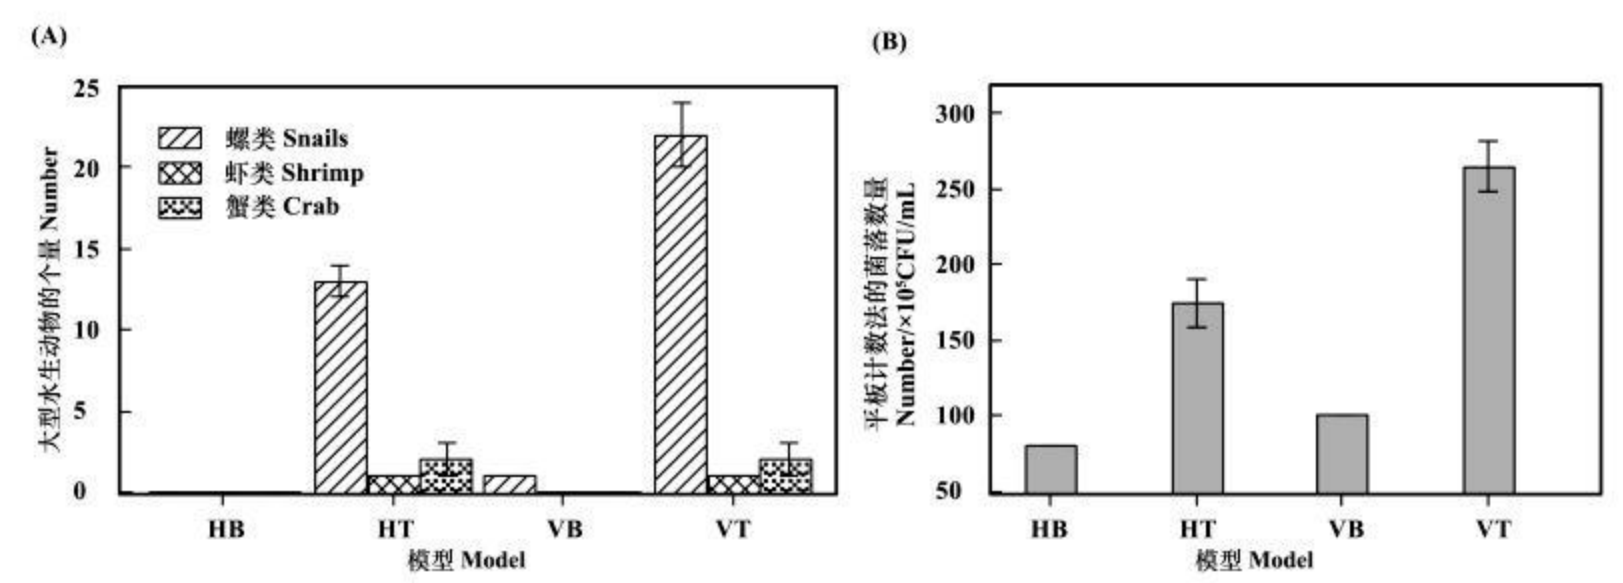 (A)
大型水生动物的个量 Number
25
20
15
10
5
0
螺类 Snails
虾类 Shrimp
蟹类 Crab
HB HT VB VT
模型 Model
(B)
平板计数法的菌落数量
Number/×10⁵CFU/mL
300
250
200
150
100
50
HB HT VB VT
模型 Model